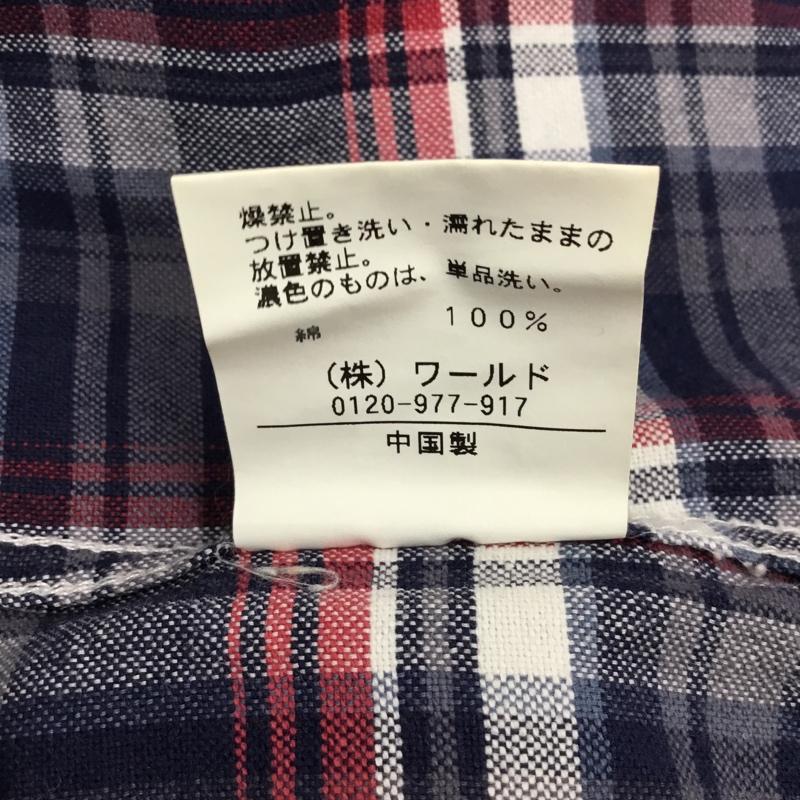 燥禁止。
つけ置き洗い・濡れたままの
放置禁止。
濃色のものは、単品洗い。
綿 100%
(株)ワールド
0120-977-917
中国製